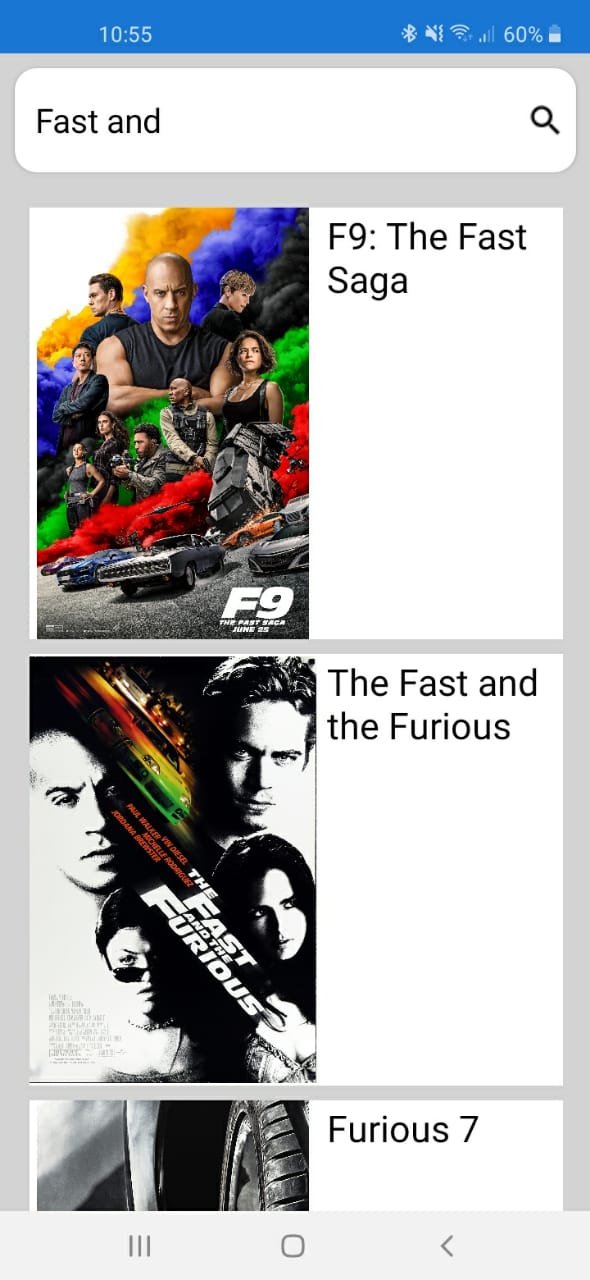 10:55
60%
Fast and
F9: The Fast
Saga
F9
THE FAST SAGA
JUNE 25
The Fast and
the Furious
PAUL WALKER VIN DIESEL
MICHELLE RODRIGUEZ
JORDANA BREWSTER
THE
FAST
AND THE
FURIOUS
Furious 7